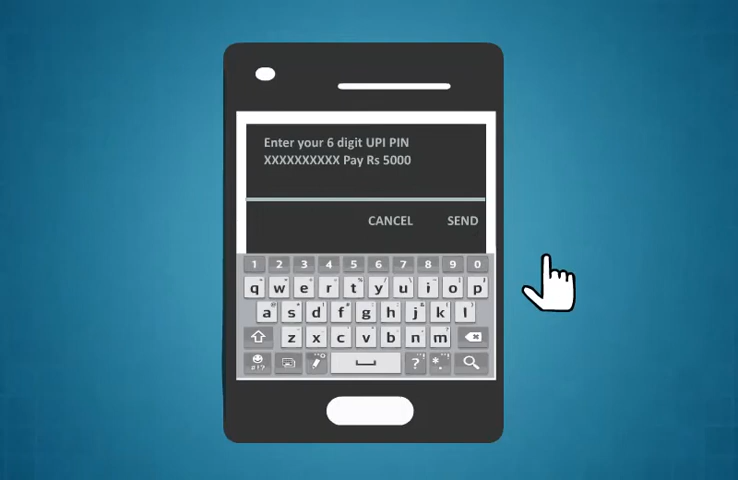 Enter your 6 digit UPI PIN
XXXXXXXXXX Pay Rs 5000
CANCEL SEND
1 2 3 4 5 6 7 8 9 0
q w e r t y u i o p
a s d f g h j k l
z x c v b n m
#!? ? *.